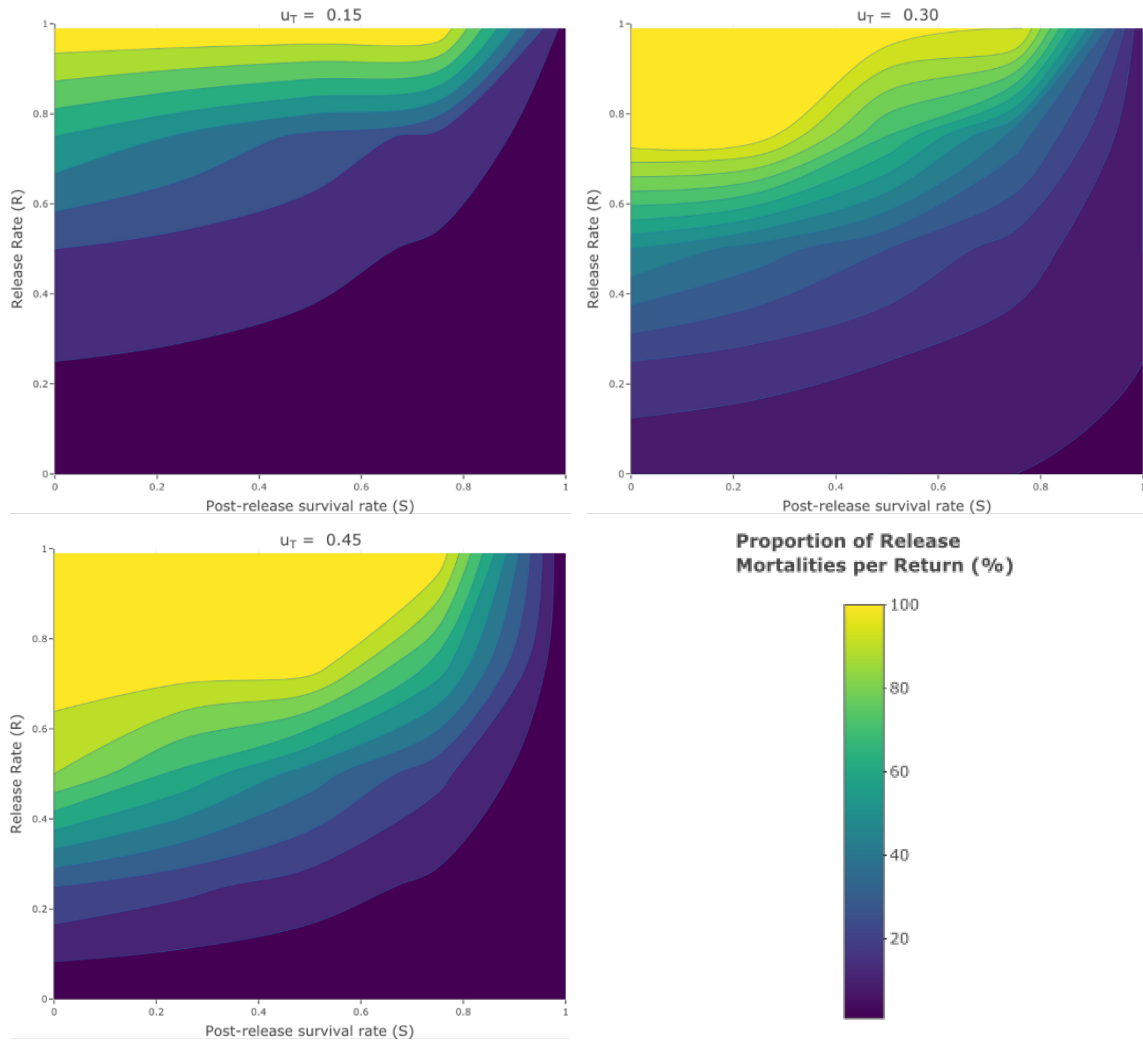 u_T = 0.15
1
0.8
0.6
0.4
0.2
0
Release Rate (R)
0 0.2 0.4 0.6 0.8 1
Post-release survival rate (S)
u_T = 0.30
1
0.8
0.6
0.4
0.2
0
Release Rate (R)
0 0.2 0.4 0.6 0.8 1
Post-release survival rate (S)
u_T = 0.45
1
0.8
0.6
0.4
0.2
0
Release Rate (R)
0 0.2 0.4 0.6 0.8 1
Post-release survival rate (S)
Proportion of Release
Mortalities per Return (%)
100
80
60
40
20